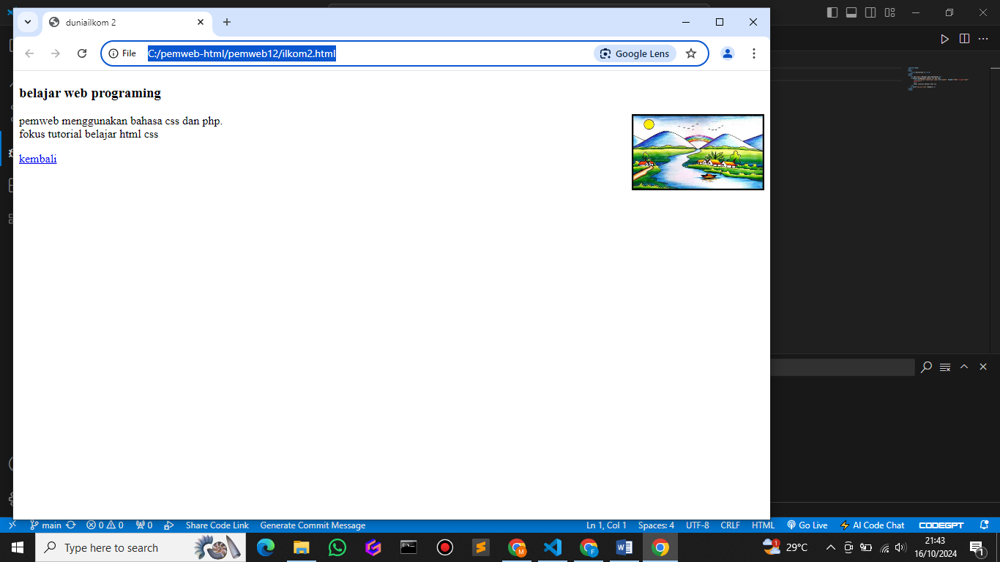 duniailkom 2
File
C:/pemweb-html/pemweb12/ilkom2.html
Google Lens
belajar web programing
pemweb menggunakan bahasa css dan php.
fokus tutorial belajar html css
kembali
main
0
0
0
Share Code Link
Generate Commit Message
Ln 1, Col 1
Spaces: 4
UTF-8
CRLF
HTML
Go Live
AI Code Chat
CODEGPT
Type here to search
M
F
1
29°C
21:43
16/10/2024
1